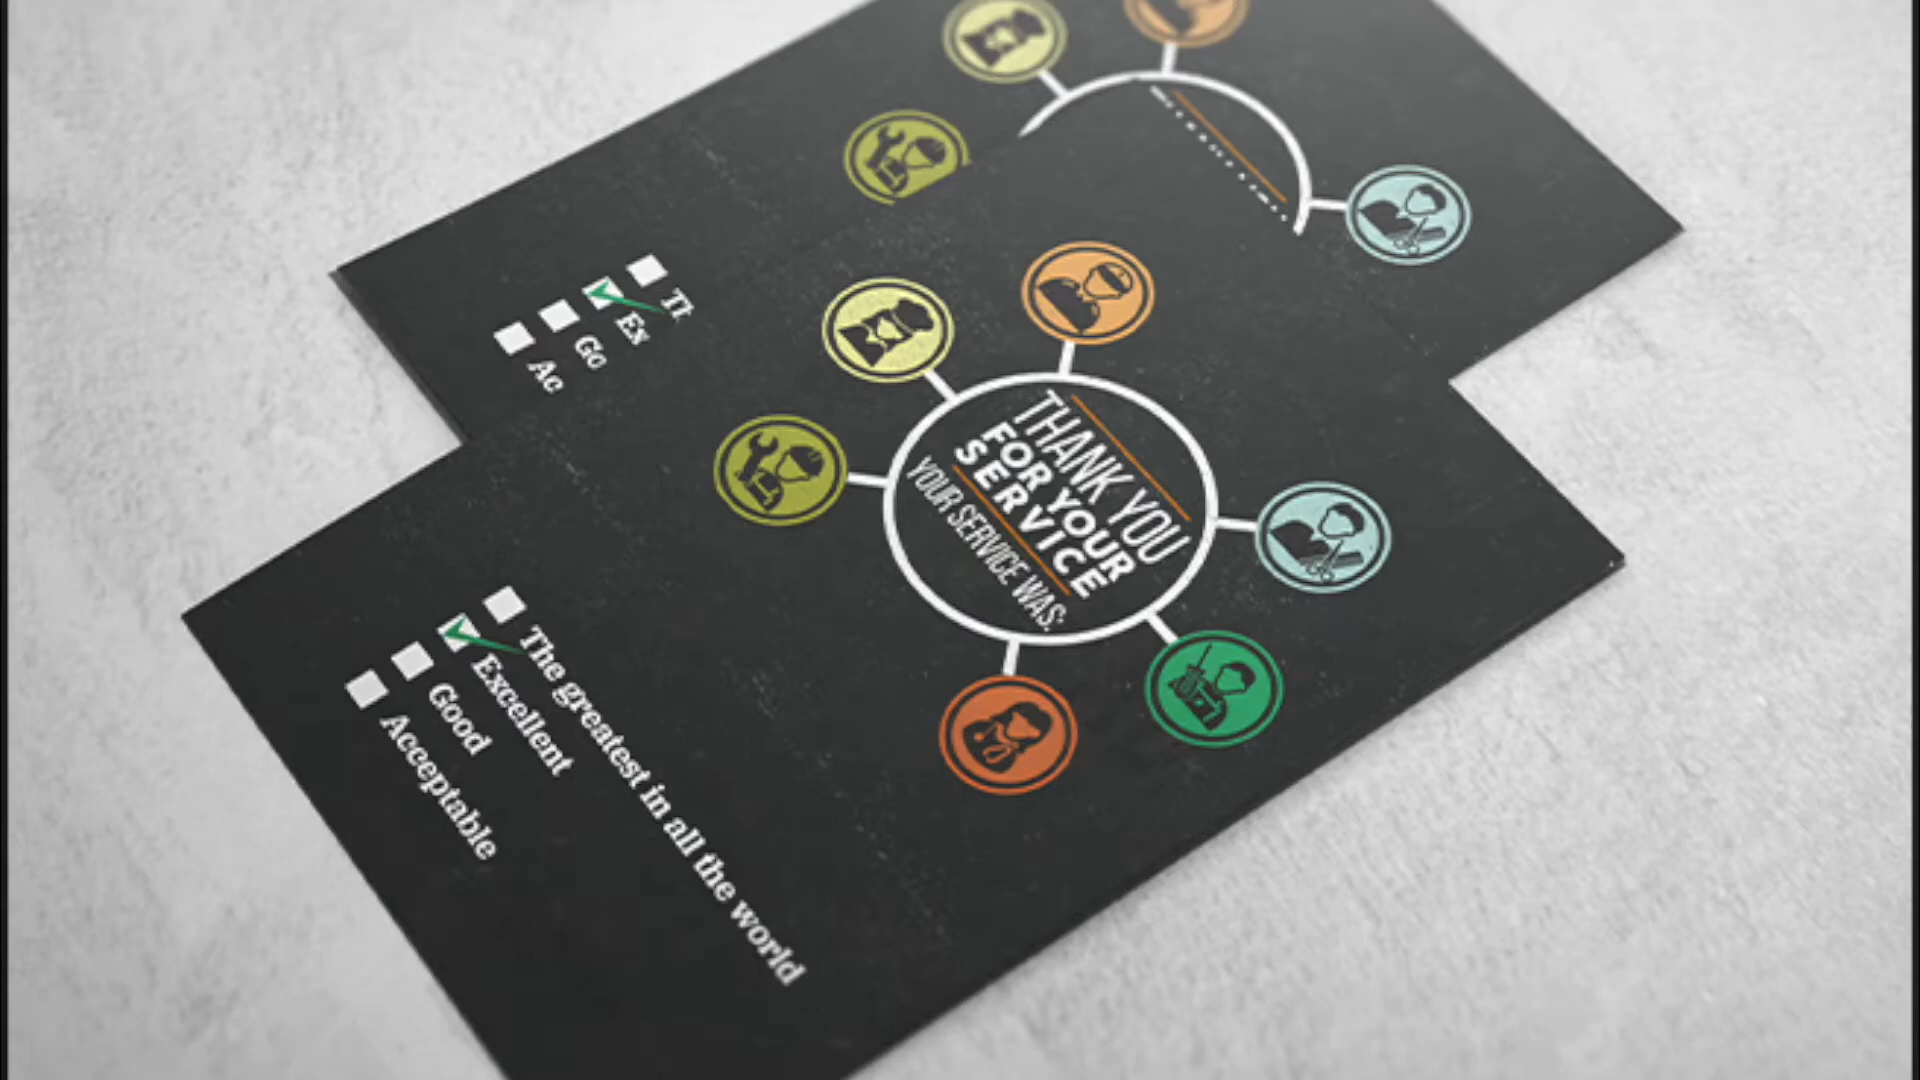 Th
Ex
Go
Ac
THANK YOU
FOR YOUR
SERVICE
YOUR SERVICE WAS:
The greatest in all the world
Excellent
Good
Acceptable